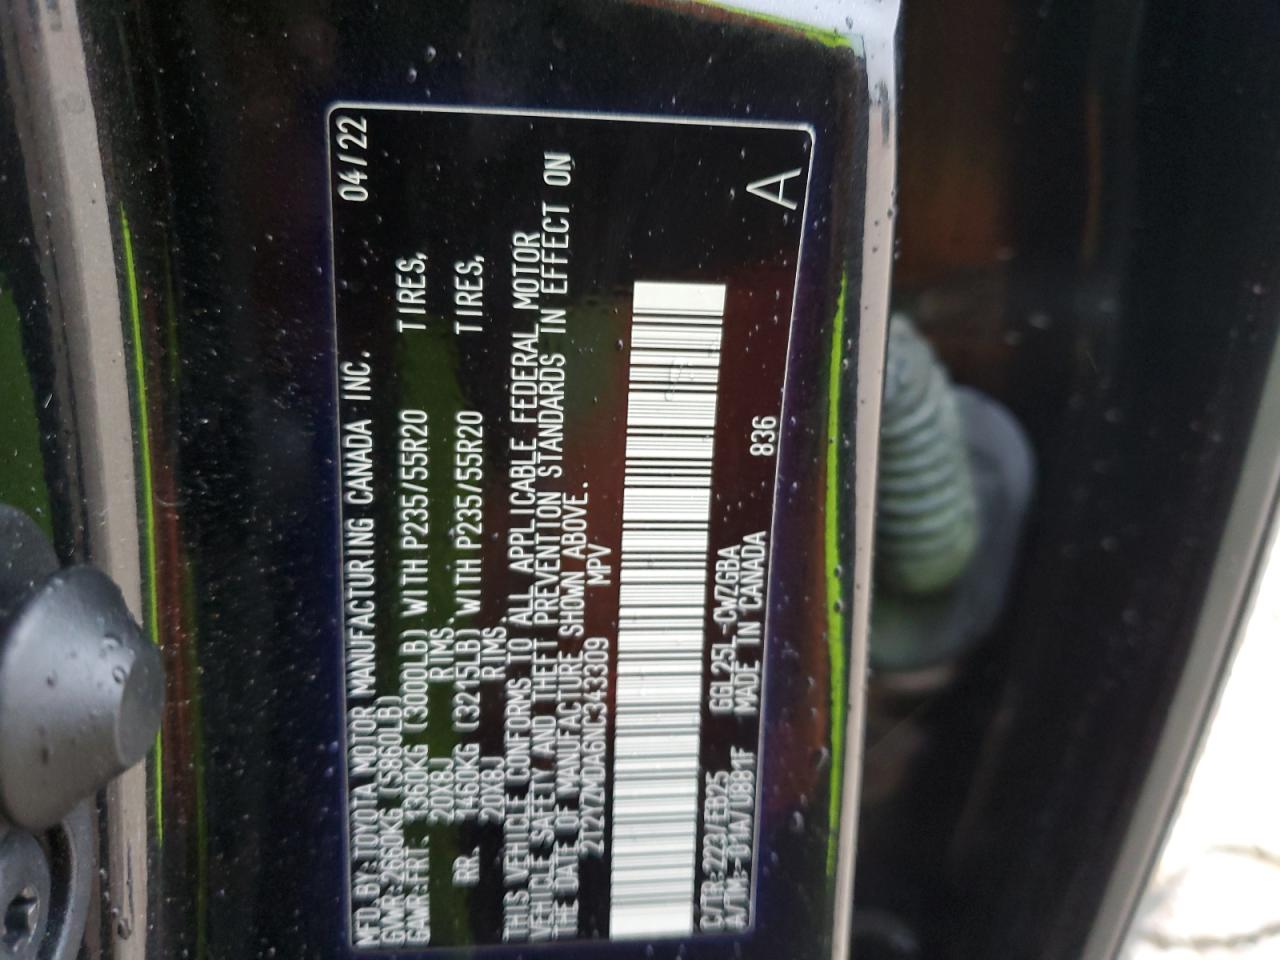 MFD.BY:TOYOTA MOTOR MANUFACTURING CANADA INC. 04/22
GVWR:2660KG (5860LB)
GAWR:FRT. 1360KG (3000LB) WITH P235/55R20 TIRES,
20X8J RIMS.
RR. 1460KG (3215LB) WITH P235/55R20 TIRES,
20X8J RIMS.
THIS VEHICLE CONFORMS TO ALL APPLICABLE FEDERAL MOTOR
VEHICLE SAFETY AND THEFT PREVENTION STANDARDS IN EFFECT ON
THE DATE OF MANUFACTURE SHOWN ABOVE.
2T2YZMDA6NC343309 MPV
C/TR:223/EB25 GGL25L-CWZGBA 836
A/TM:-01A/U881F MADE IN CANADA
A